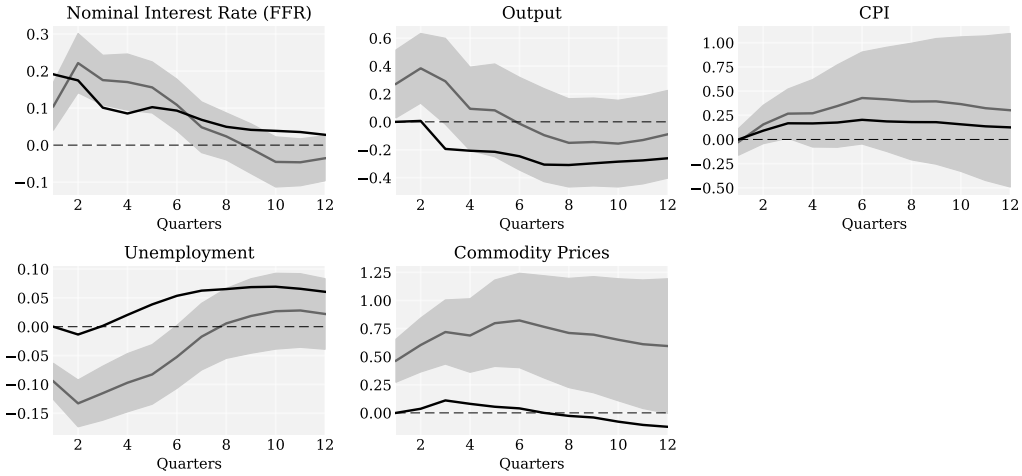 Nominal Interest Rate (FFR)
0.3
0.2
0.1
0.0
−0.1
2 4 6 8 10 12
Quarters
Output
0.6
0.4
0.2
0.0
−0.2
−0.4
2 4 6 8 10 12
Quarters
CPI
1.00
0.75
0.50
0.25
0.00
−0.25
−0.50
2 4 6 8 10 12
Quarters
Unemployment
0.10
0.05
0.00
−0.05
−0.10
−0.15
2 4 6 8 10 12
Quarters
Commodity Prices
1.25
1.00
0.75
0.50
0.25
0.00
2 4 6 8 10 12
Quarters